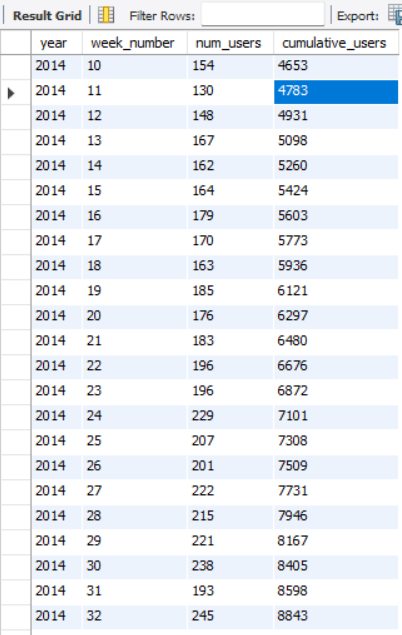 Result Grid Filter Rows: Export:
year week_number num_users cumulative_users
2014 10 154 4653
2014 11 130 4783
2014 12 148 4931
2014 13 167 5098
2014 14 162 5260
2014 15 164 5424
2014 16 179 5603
2014 17 170 5773
2014 18 163 5936
2014 19 185 6121
2014 20 176 6297
2014 21 183 6480
2014 22 196 6676
2014 23 196 6872
2014 24 229 7101
2014 25 207 7308
2014 26 201 7509
2014 27 222 7731
2014 28 215 7946
2014 29 221 8167
2014 30 238 8405
2014 31 193 8598
2014 32 245 8843